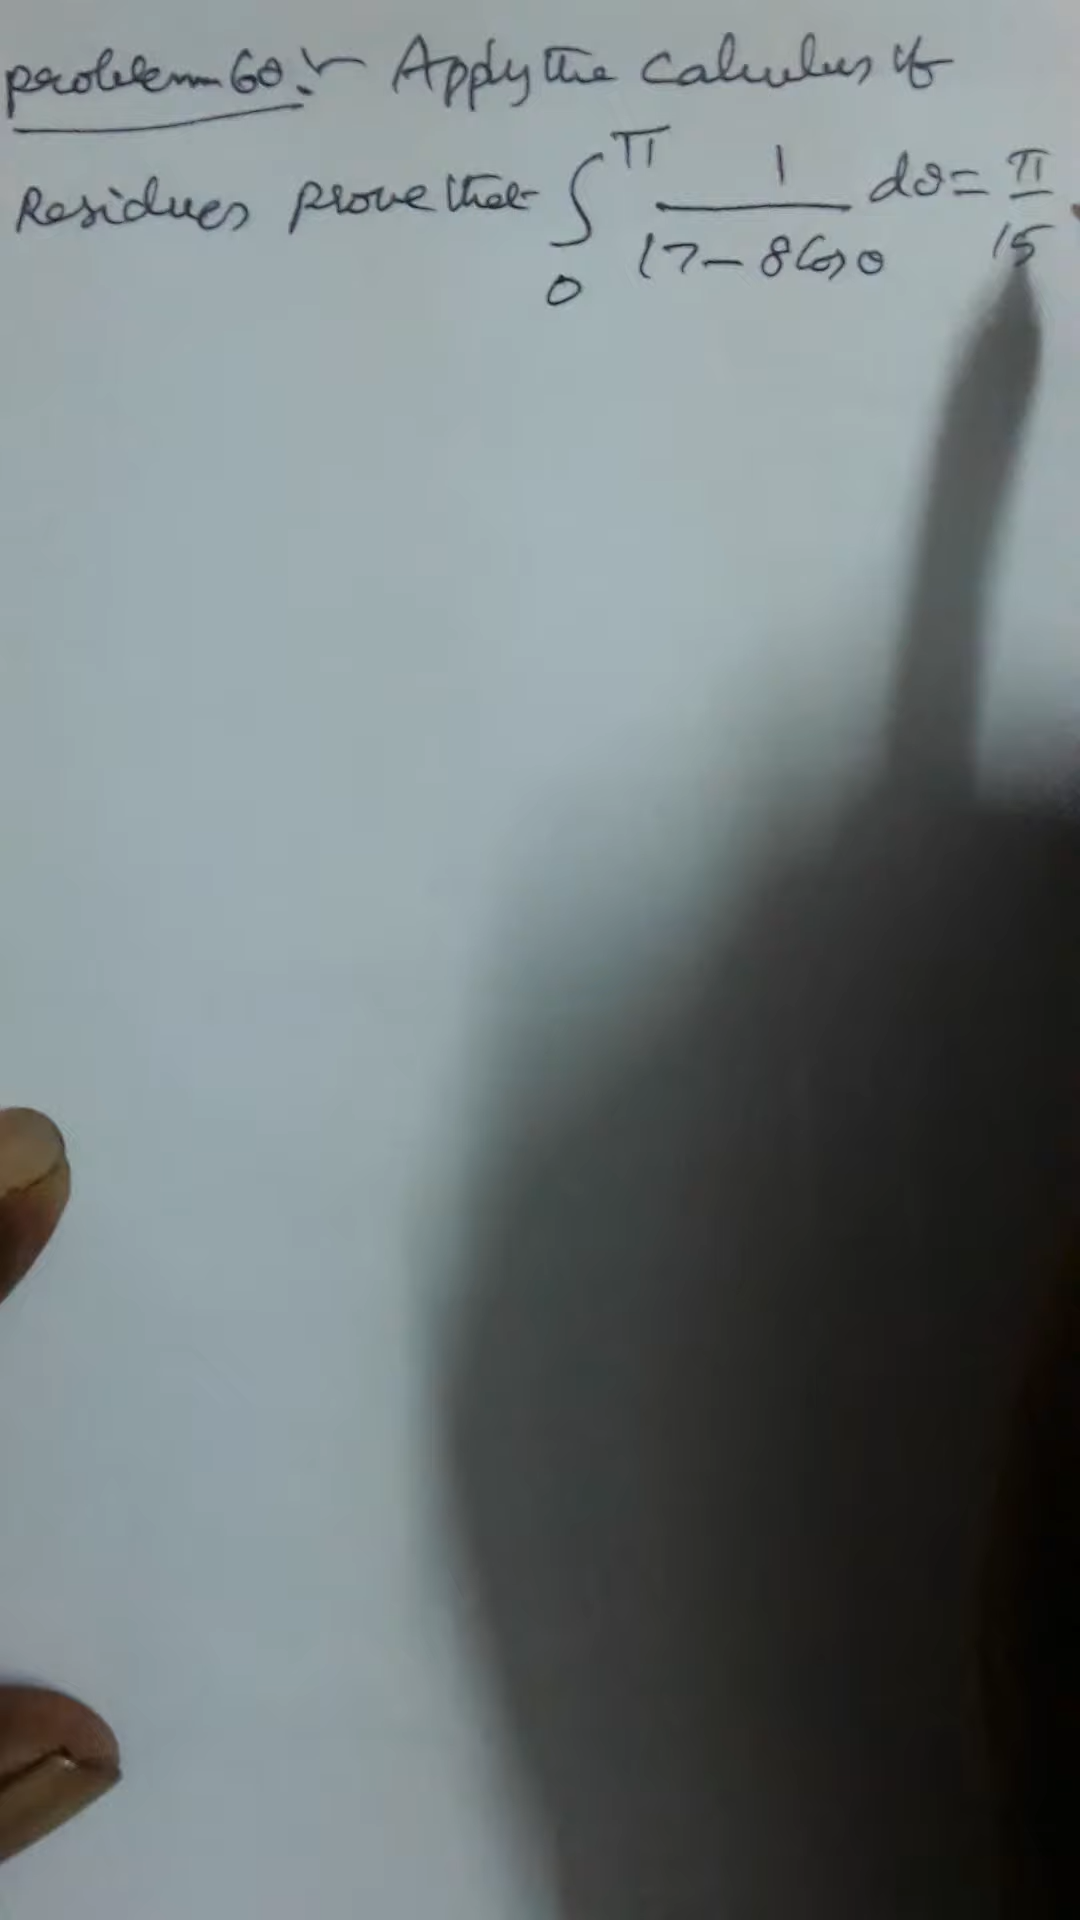 problem 60:- Apply the Calculus of
Residues prove that ∫₀^π 1/(17-8Cosθ) dθ = π/15.